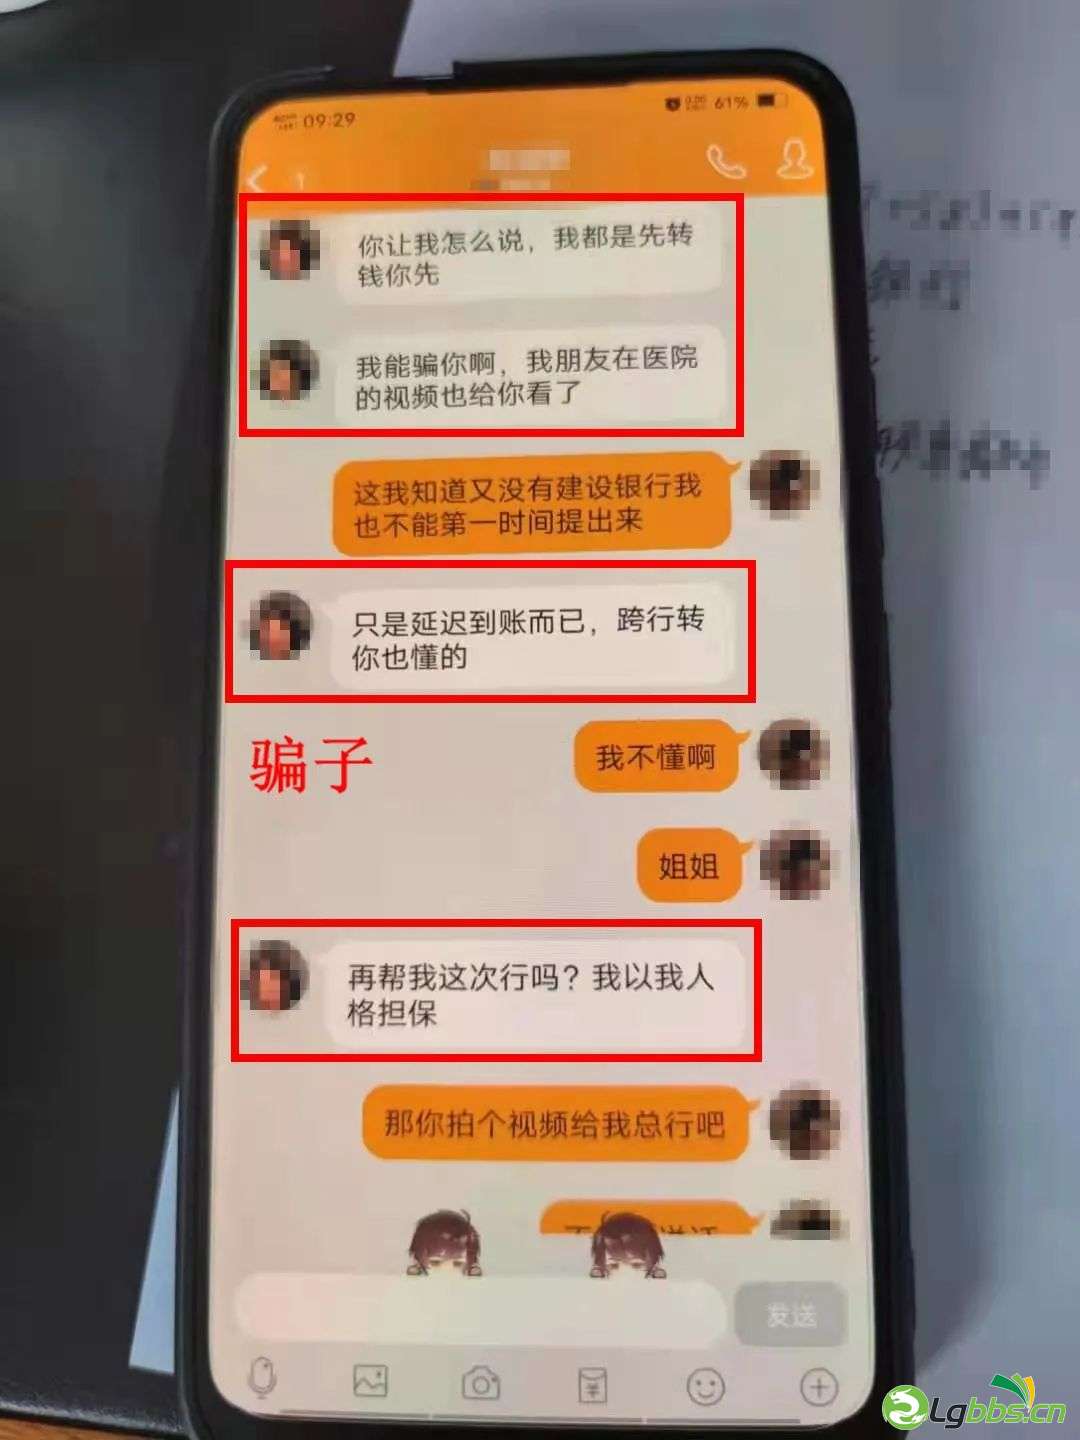 09:29
61%
1
你让我怎么说，我都是先转
钱你先
我能骗你啊，我朋友在医院
的视频也给你看了
这我知道又没有建设银行我
也不能第一时间提出来
只是延迟到账而已，跨行转
你也懂的
骗子
我不懂啊
姐姐
再帮我这次行吗？我以我人
格担保
那你拍个视频给我总行吧
发送
Lgbbs.cn